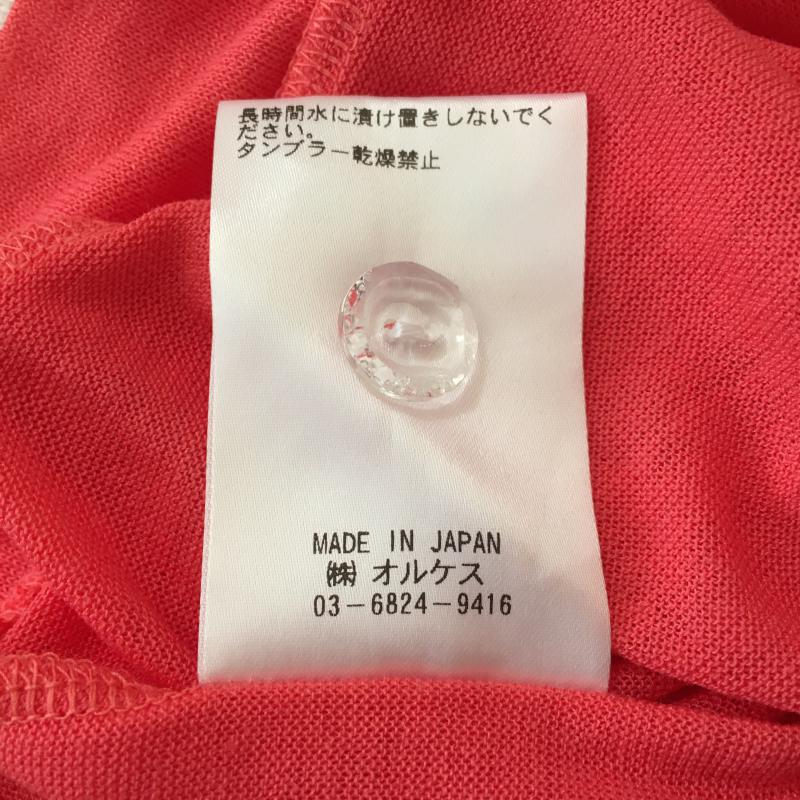 長時間水に漬け置きしないでく
ださい。
タンブラー乾燥禁止
MADE IN JAPAN
㈱オルケス
03-6824-9416